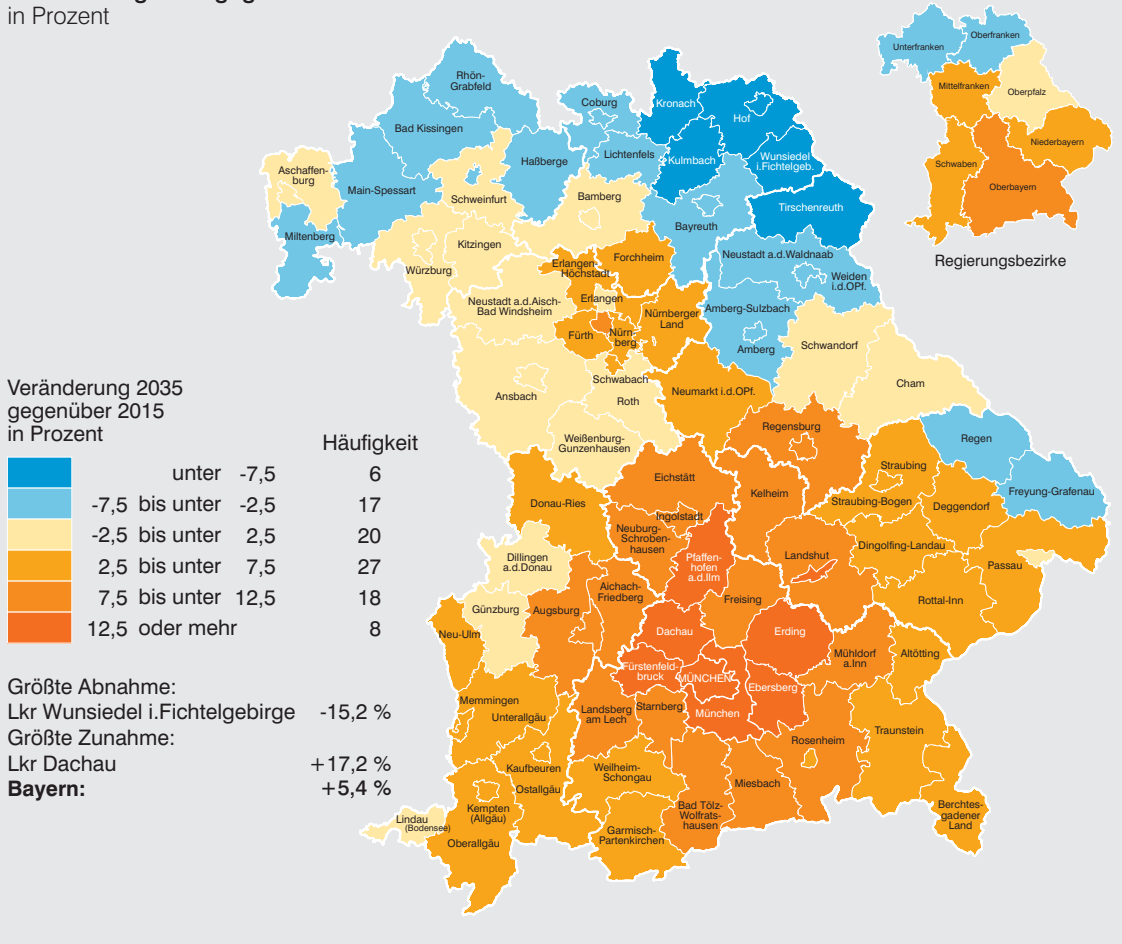 in Prozent
Unterfranken
Oberfranken
Mittelfranken
Oberpfalz
Niederbayern
Schwaben
Oberbayern
Regierungsbezirke
Rhön-
Grabfeld
Coburg
Kronach
Hof
Bad Kissingen
Lichtenfels
Kulmbach
Wunsiedel
i.Fichtelgeb.
Haßberge
Aschaffen-
burg
Main-Spessart
Schweinfurt
Bamberg
Tirschenreuth
Bayreuth
Miltenberg
Kitzingen
Würzburg
Erlangen-
Höchstadt
Forchheim
Neustadt a.d.Waldnaab
Weiden
i.d.OPf.
Neustadt a.d.Aisch-
Bad Windsheim
Erlangen
Nürnberger
Land
Amberg-Sulzbach
Fürth
Nürn-
berg
Amberg
Schwandorf
Schwabach
Cham
Ansbach
Roth
Neumarkt i.d.OPf.
Weißenburg-
Gunzenhausen
Regensburg
Regen
Eichstätt
Straubing
Kelheim
Freyung-Grafenau
Donau-Ries
Straubing-Bogen
Deggendorf
Ingolstadt
Neuburg-
Schroben-
hausen
Dingolfing-Landau
Dillingen
a.d.Donau
Pfaffen-
hofen
a.d.Ilm
Landshut
Passau
Aichach-
Friedberg
Freising
Rottal-Inn
Günzburg
Augsburg
Neu-Ulm
Dachau
Erding
Mühldorf
a.Inn
Altötting
Fürstenfeld-
bruck
MÜNCHEN
Ebersberg
Memmingen
Unterallgäu
Landsberg
am Lech
Starnberg
München
Traunstein
Rosenheim
Kaufbeuren
Weilheim-
Schongau
Ostallgäu
Miesbach
Kempten
(Allgäu)
Bad Tölz-
Wolfrats-
hausen
Berchtes-
gadener
Land
Lindau
(Bodensee)
Oberallgäu
Garmisch-
Partenkirchen
Veränderung 2035
gegenüber 2015
in Prozent
Häufigkeit
unter -7,5 6
-7,5 bis unter -2,5 17
-2,5 bis unter 2,5 20
2,5 bis unter 7,5 27
7,5 bis unter 12,5 18
12,5 oder mehr 8
Größte Abnahme:
Lkr Wunsiedel i.Fichtelgebirge -15,2 %
Größte Zunahme:
Lkr Dachau +17,2 %
Bayern: +5,4 %